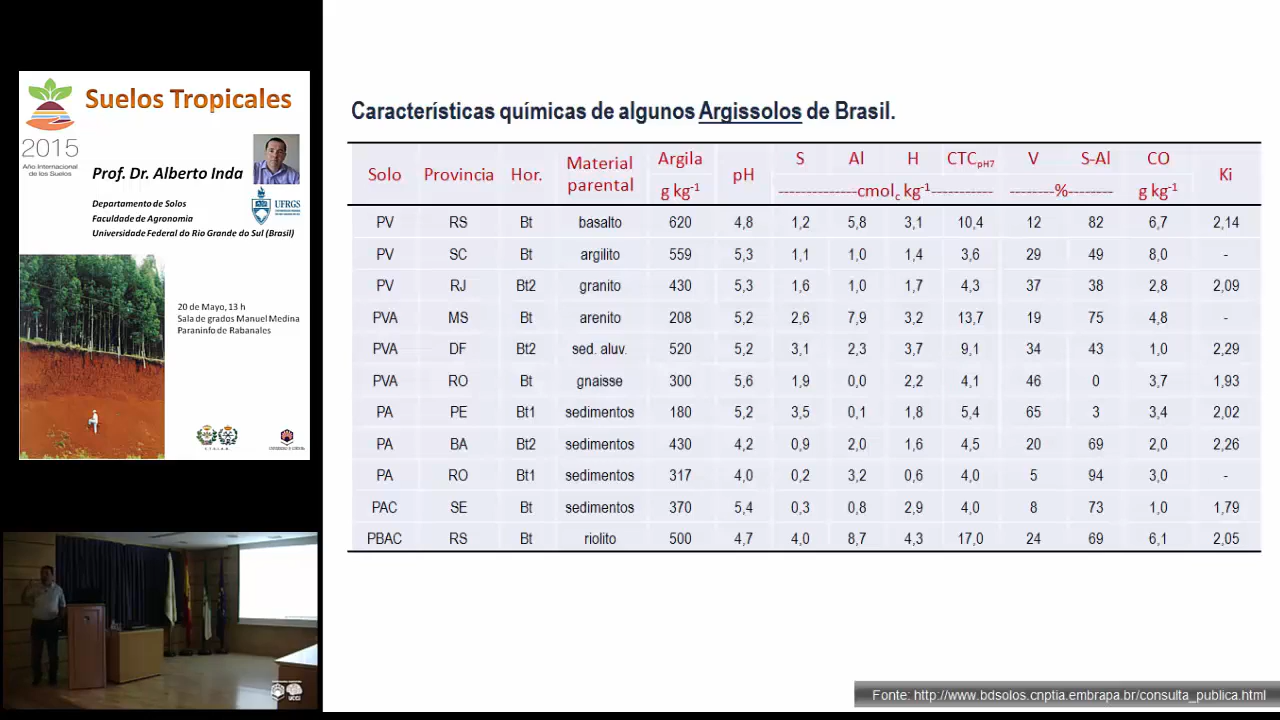 Suelos Tropicales
2015
Año Internacional
de los Suelos
Prof. Dr. Alberto Inda
UFRGS
Departamento de Solos
Faculdade de Agronomia
Universidade Federal do Rio Grande do Sul (Brasil)
20 de Mayo, 13 h
Sala de grados Manuel Medina
Paraninfo de Rabanales
Características químicas de algunos Argissolos de Brasil.
Solo Provincia Hor. Material parental Argila g kg-1 pH S Al H CTCpH7 V S-Al CO Ki
-------------cmolc kg-1------------ --------%------- g kg-1
PV RS Bt basalto 620 4,8 1,2 5,8 3,1 10,4 12 82 6,7 2,14
PV SC Bt argilito 559 5,3 1,1 1,0 1,4 3,6 29 49 8,0 -
PV RJ Bt2 granito 430 5,3 1,6 1,0 1,7 4,3 37 38 2,8 2,09
PVA MS Bt arenito 208 5,2 2,6 7,9 3,2 13,7 19 75 4,8 -
PVA DF Bt2 sed. aluv. 520 5,2 3,1 2,3 3,7 9,1 34 43 1,0 2,29
PVA RO Bt gnaisse 300 5,6 1,9 0,0 2,2 4,1 46 0 3,7 1,93
PA PE Bt1 sedimentos 180 5,2 3,5 0,1 1,8 5,4 65 3 3,4 2,02
PA BA Bt2 sedimentos 430 4,2 0,9 2,0 1,6 4,5 20 69 2,0 2,26
PA RO Bt1 sedimentos 317 4,0 0,2 3,2 0,6 4,0 5 94 3,0 -
PAC SE Bt sedimentos 370 5,4 0,3 0,8 2,9 4,0 8 73 1,0 1,79
PBAC RS Bt riolito 500 4,7 4,0 8,7 4,3 17,0 24 69 6,1 2,05
Fonte: http://www.bdsolos.cnptia.embrapa.br/consulta_publica.html